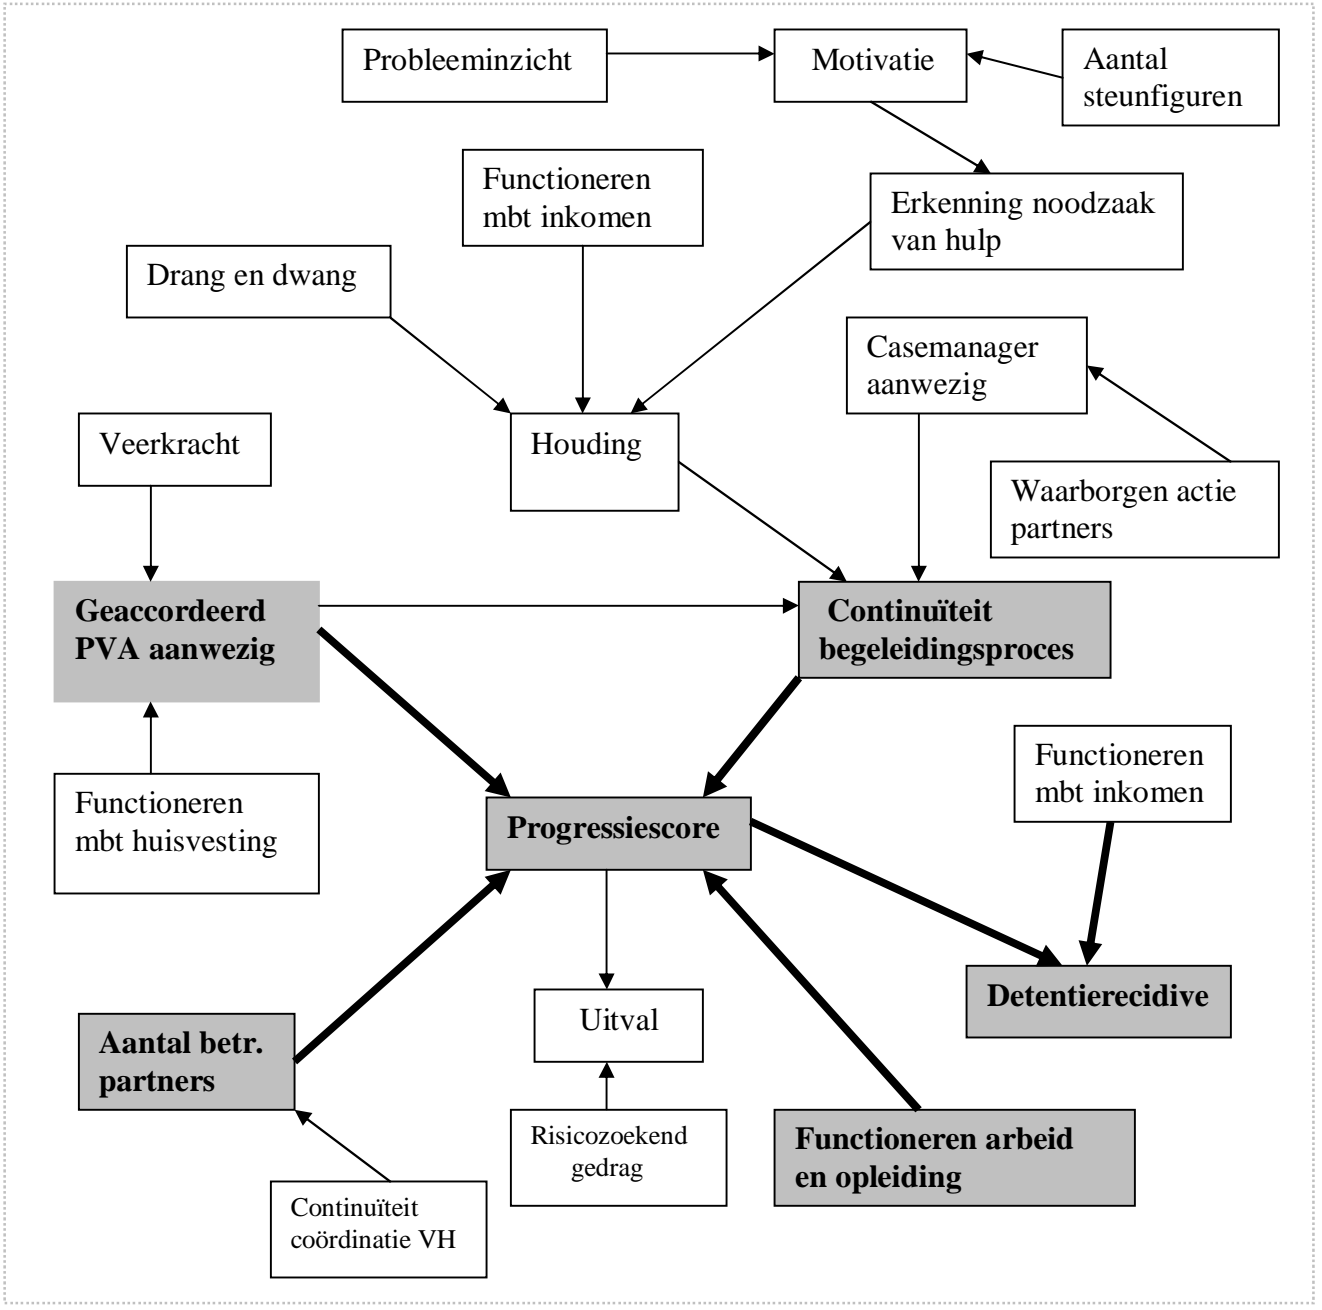 Probleeminzicht
Motivatie
Aantal
steunfiguren
Functioneren
mbt inkomen
Erkenning noodzaak
van hulp
Drang en dwang
Casemanager
aanwezig
Veerkracht
Houding
Waarborgen actie
partners
Geaccordeerd
PVA aanwezig
Continuïteit
begeleidingsproces
Functioneren
mbt inkomen
Functioneren
mbt huisvesting
Progressiescore
Detentierecidive
Uitval
Aantal betr.
partners
Risicozoekend
gedrag
Functioneren arbeid
en opleiding
Continuïteit
coördinatie VH